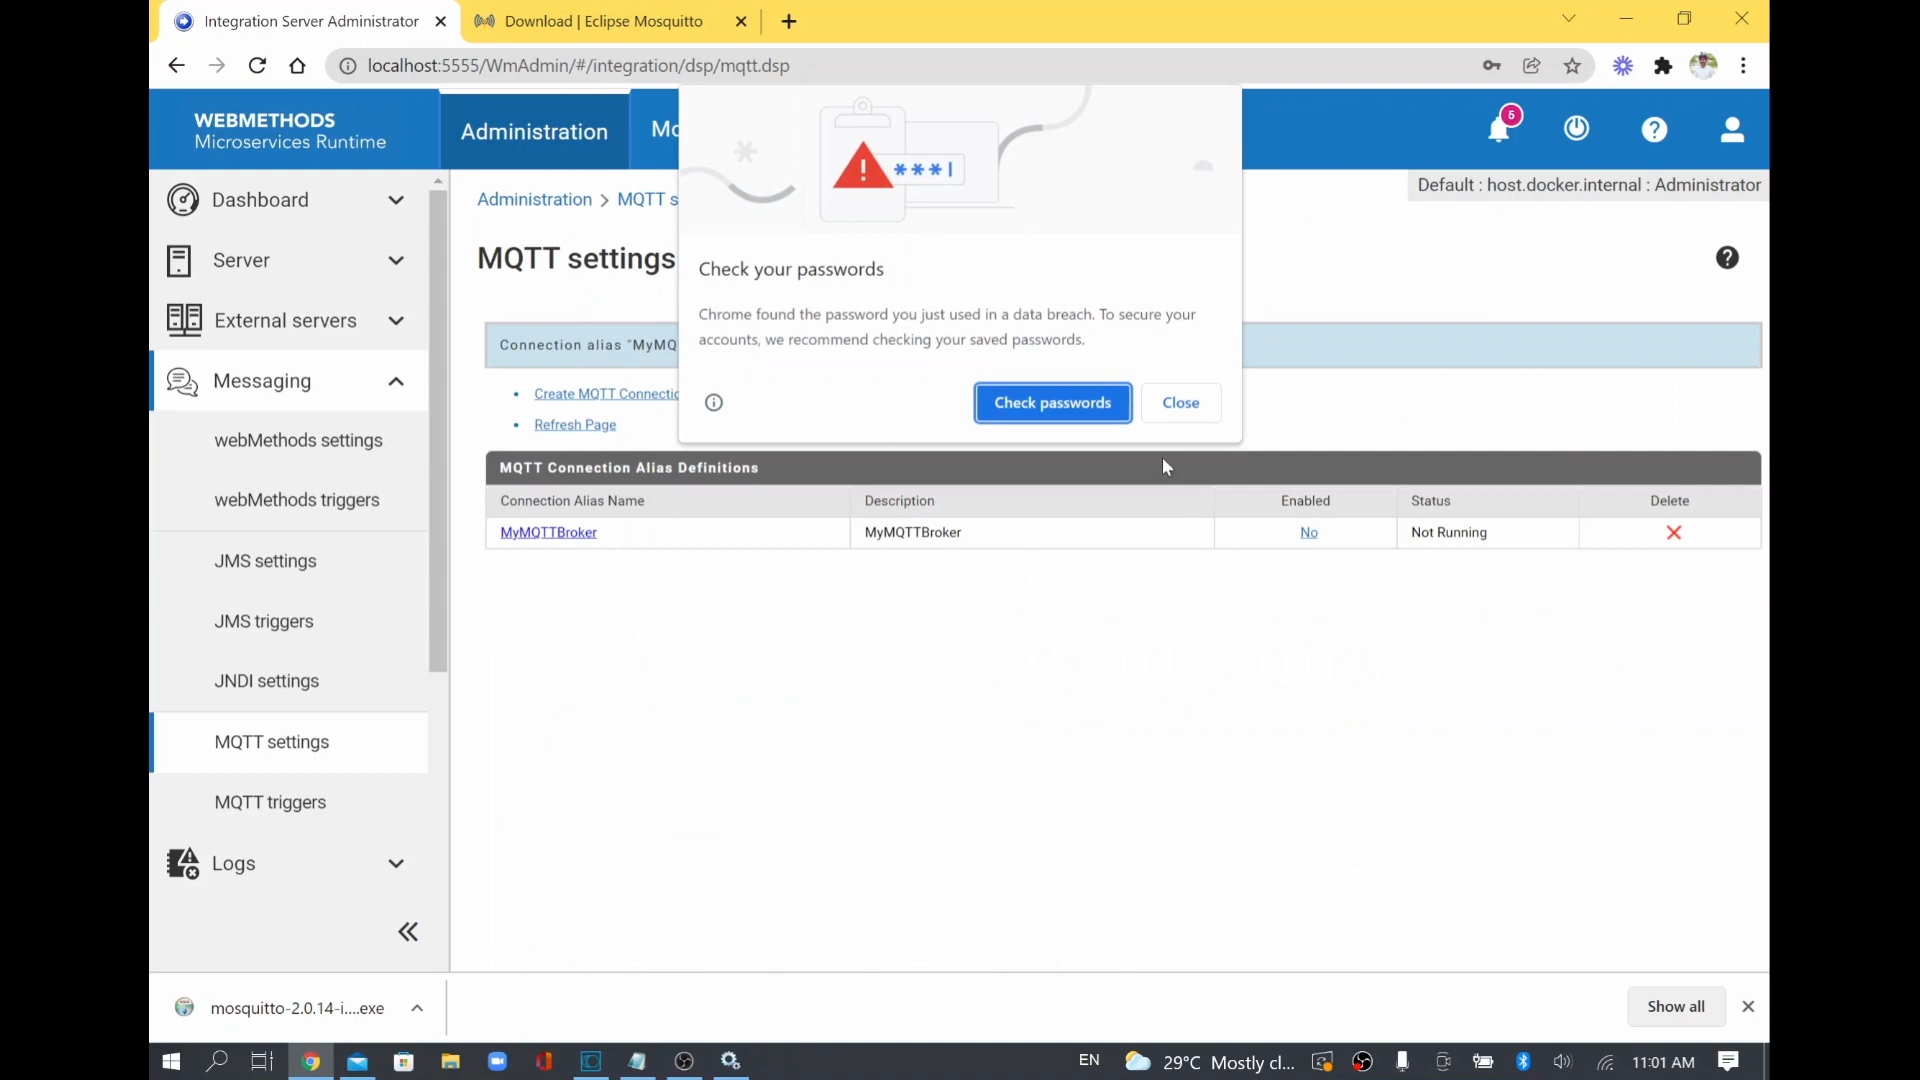 Integration Server Administrator
Download | Eclipse Mosquitto
localhost:5555/WmAdmin/#/integration/dsp/mqtt.dsp
WEBMETHODS
Microservices Runtime
Administration
Mo
5
***
Default : host.docker.internal : Administrator
Dashboard
Server
External servers
Messaging
webMethods settings
webMethods triggers
JMS settings
JMS triggers
JNDI settings
MQTT settings
MQTT triggers
Logs
Administration > MQTT s
MQTT settings
Check your passwords
Chrome found the password you just used in a data breach. To secure your
accounts, we recommend checking your saved passwords.
Check passwords
Close
Connection alias "MyMQ
Create MQTT Connectio
Refresh Page
MQTT Connection Alias Definitions
Connection Alias Name Description Enabled Status Delete
MyMQTTBroker MyMQTTBroker No Not Running
mosquitto-2.0.14-i....exe
Show all
EN
29°C Mostly cl...
11:01 AM